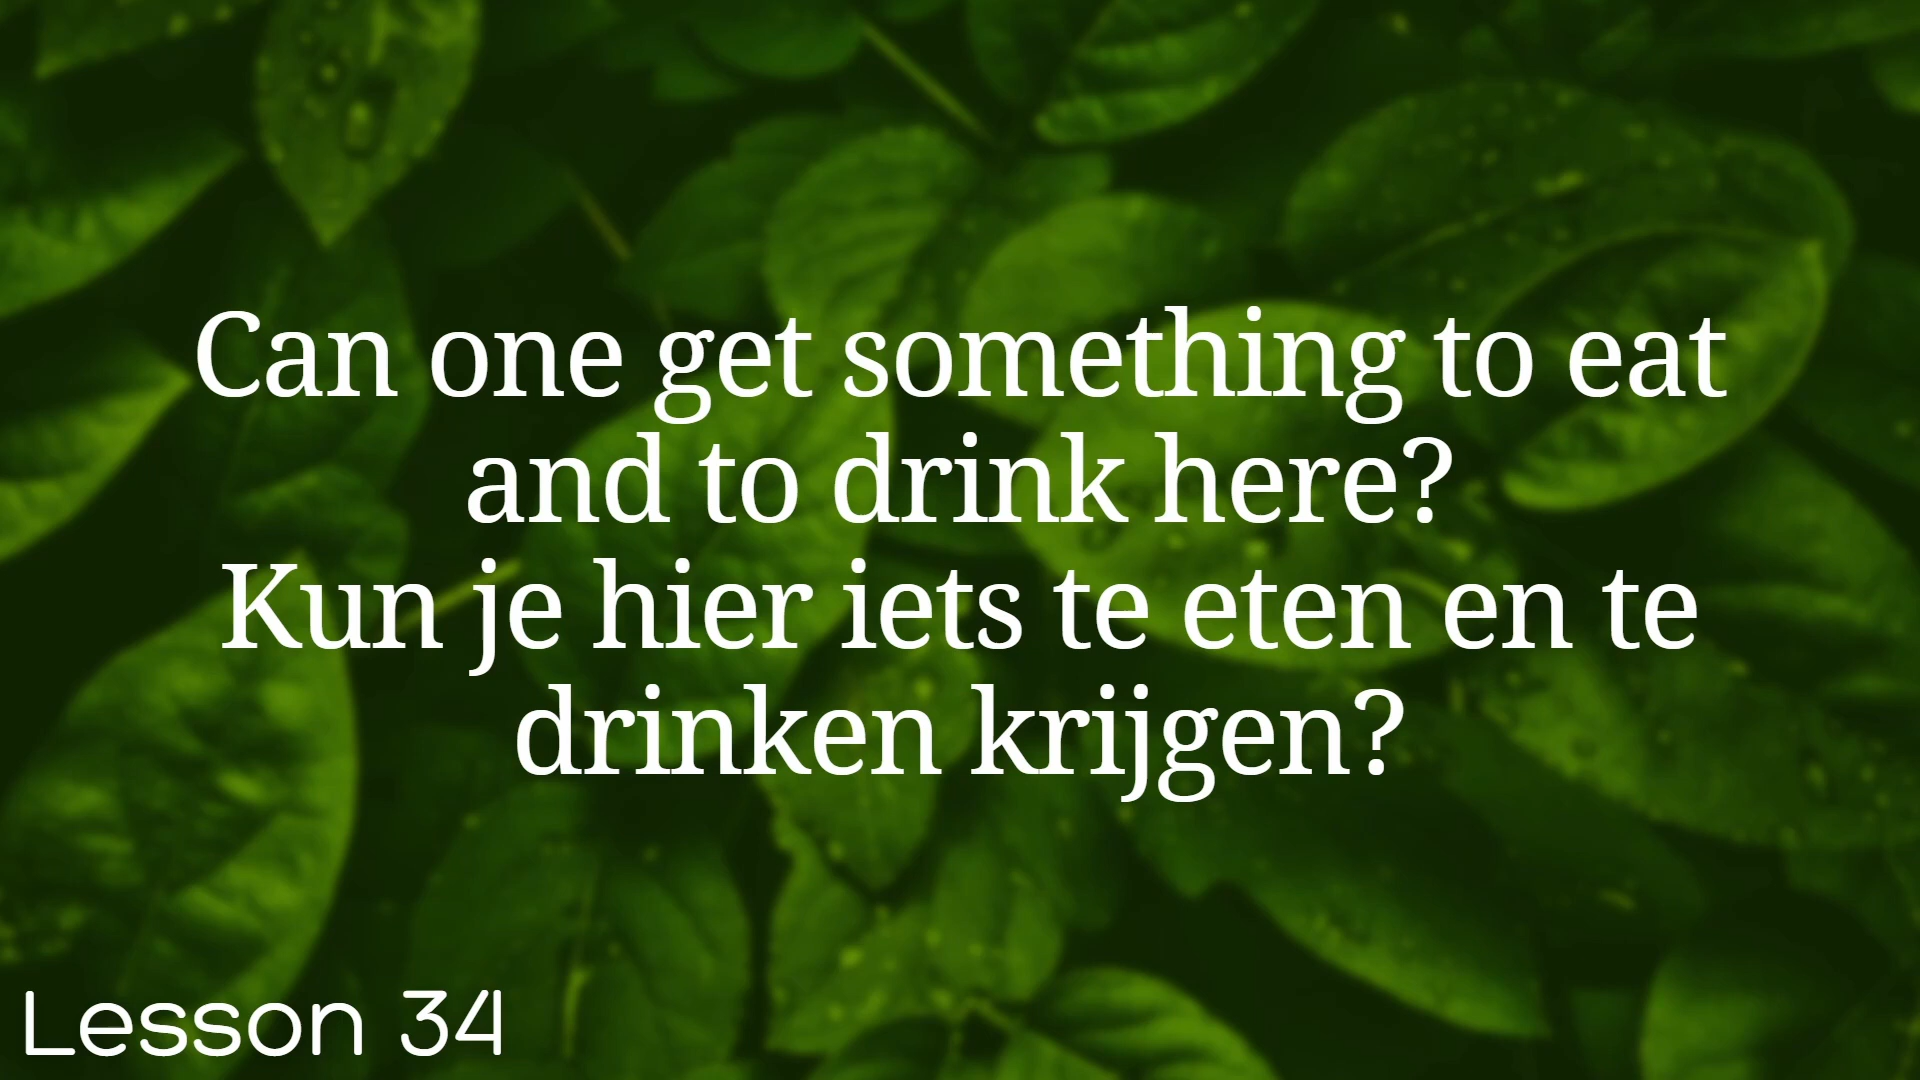 Can one get something to eat
and to drink here?
Kun je hier iets te eten en te
drinken krijgen?
Lesson 34